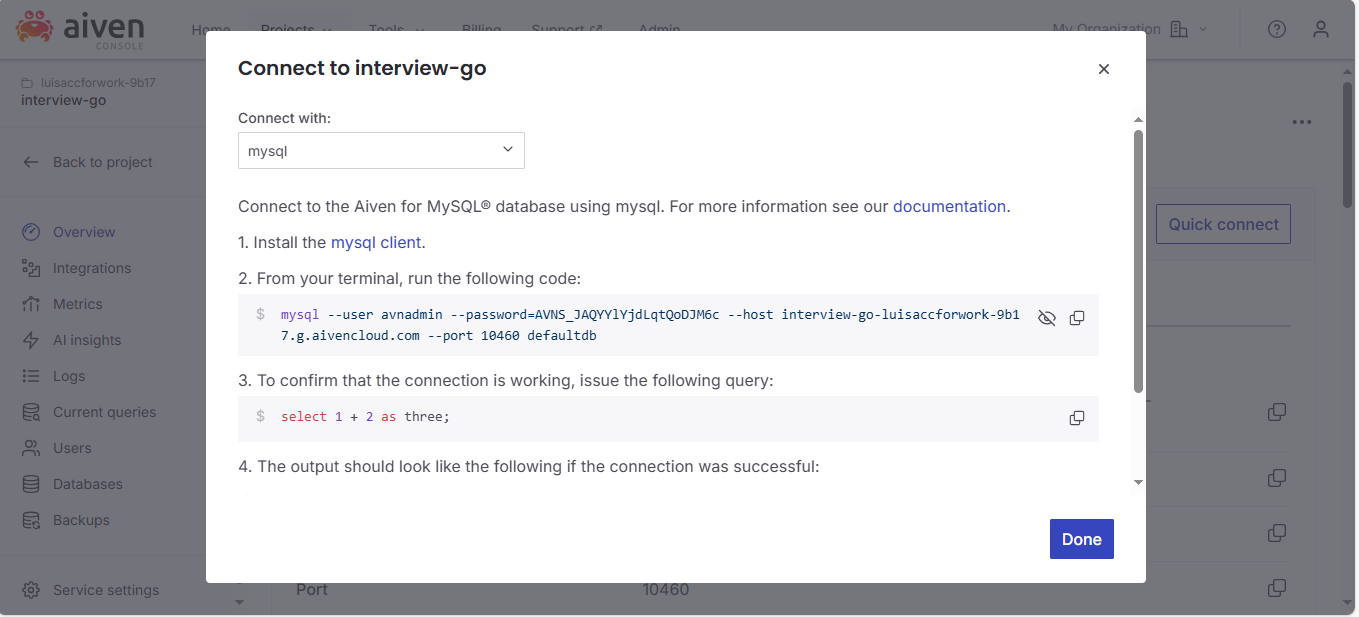 aiven
CONSOLE
Home
Projects
Tools
Billing
Support
Admin
My Organization
luisaccforwork-9b17
interview-go
Back to project
Overview
Integrations
Metrics
AI insights
Logs
Current queries
Users
Databases
Backups
Service settings
Connect to interview-go
Connect with:
mysql
Connect to the Aiven for MySQL® database using mysql. For more information see our documentation.
1. Install the mysql client.
2. From your terminal, run the following code:
$ mysql --user avnadmin --password=AVNS_JAQYYlYjdLqtQoDJM6c --host interview-go-luisaccforwork-9b1
7.g.aivencloud.com --port 10460 defaultdb
3. To confirm that the connection is working, issue the following query:
$ select 1 + 2 as three;
4. The output should look like the following if the connection was successful:
Done
Quick connect
Port
10460